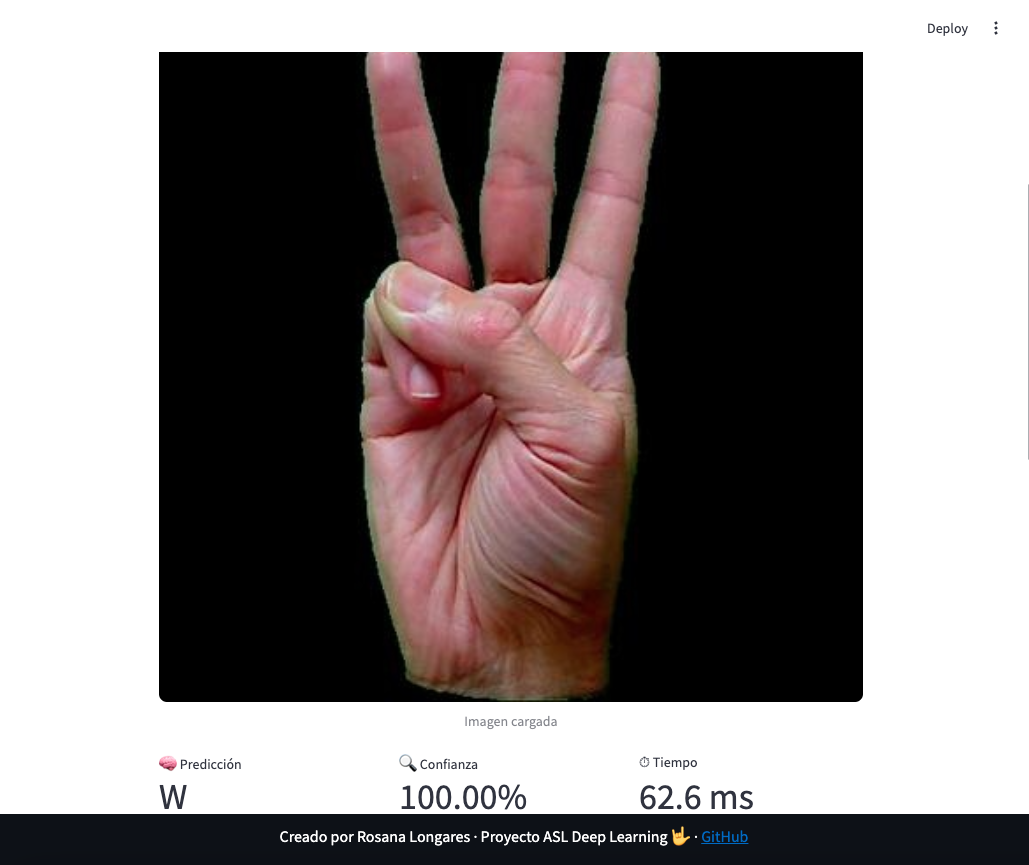 Deploy
Imagen cargada
🧠 Predicción
🔍 Confianza
⏱ Tiempo
W
100.00%
62.6 ms
Creado por Rosana Longares · Proyecto ASL Deep Learning 🤟 · GitHub